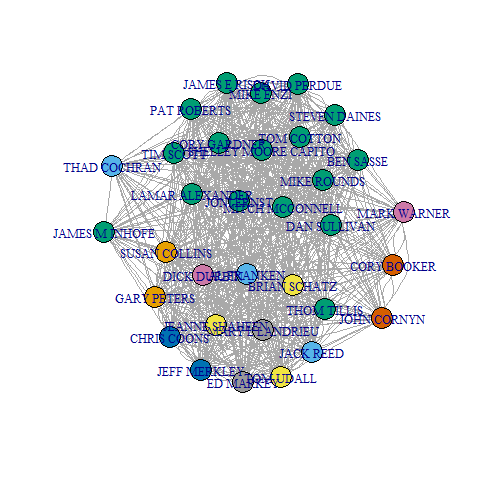 JAMES E RISCH
DAVID PERDUE
MIKE ENZI
PAT ROBERTS
STEVEN DAINES
CORY GARDNER
TOM COTTON
TIM SCOTT
SHELLEY MOORE CAPITO
BEN SASSE
THAD COCHRAN
MIKE ROUNDS
LAMAR ALEXANDER
JONI ERNST
MITCH MCCONNELL
MARK WARNER
JAMES M INHOFE
DAN SULLIVAN
SUSAN COLLINS
CORY BOOKER
DICK DURBIN
AL FRANKEN
BRIAN SCHATZ
GARY PETERS
THOM TILLIS
JOHN CORNYN
JEANNE SHAHEEN
MARY L LANDRIEU
CHRIS COONS
JACK REED
JEFF MERKLEY
TOM UDALL
ED MARKEY